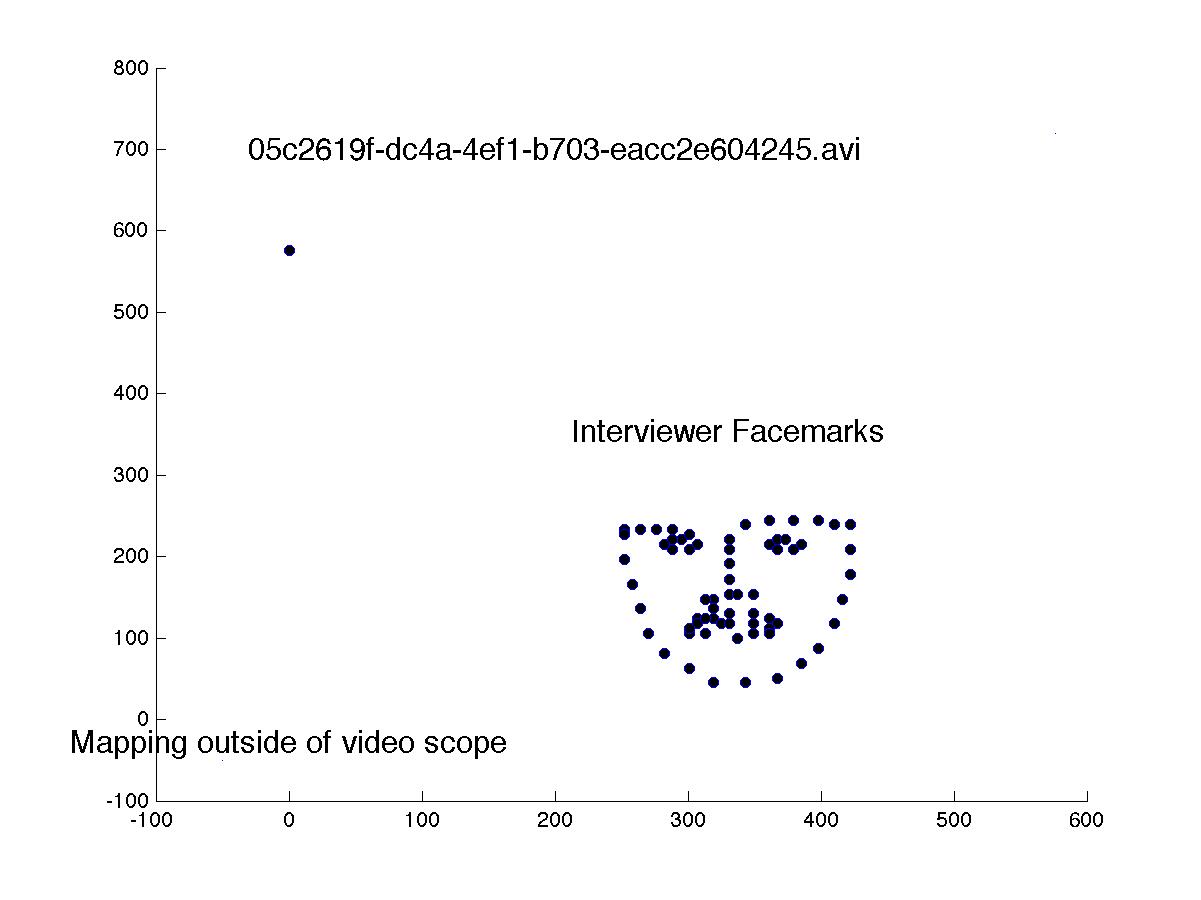 800
700
05c2619f-dc4a-4ef1-b703-eacc2e604245.avi
600
500
400
Interviewer Facemarks
300
200
100
0
Mapping outside of video scope
-100
-100 0 100 200 300 400 500 600